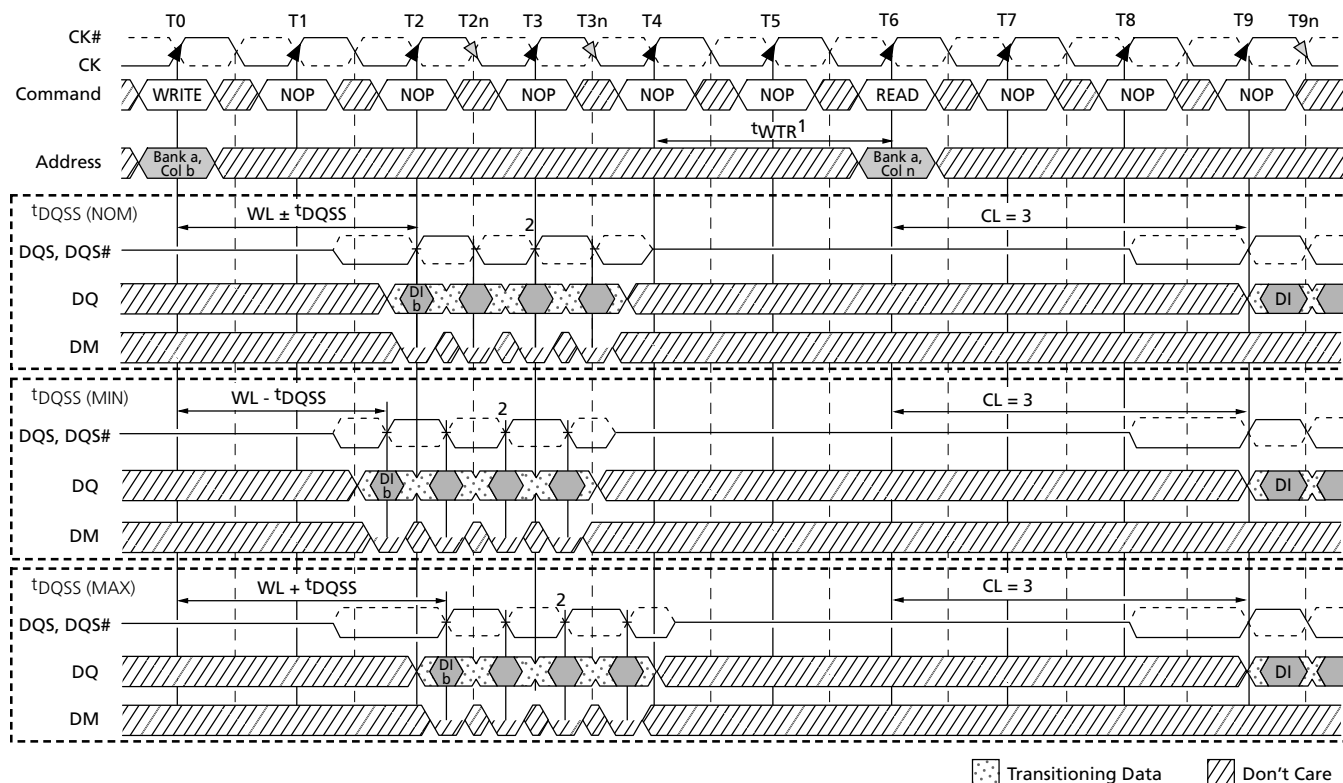 T0 T1 T2 T2n T3 T3n T4 T5 T6 T7 T8 T9 T9n
CK#
CK
Command WRITE NOP NOP NOP NOP NOP READ NOP NOP NOP
tWTR1
Address Bank a, Col b Bank a, Col n
tDQSS (NOM) WL ± tDQSS CL = 3
2
DQS, DQS#
DQ DI b DI
DM
tDQSS (MIN) WL - tDQSS CL = 3
2
DQS, DQS#
DQ DI b DI
DM
tDQSS (MAX) WL + tDQSS CL = 3
2
DQS, DQS#
DQ DI b DI
DM
Transitioning Data Don't Care